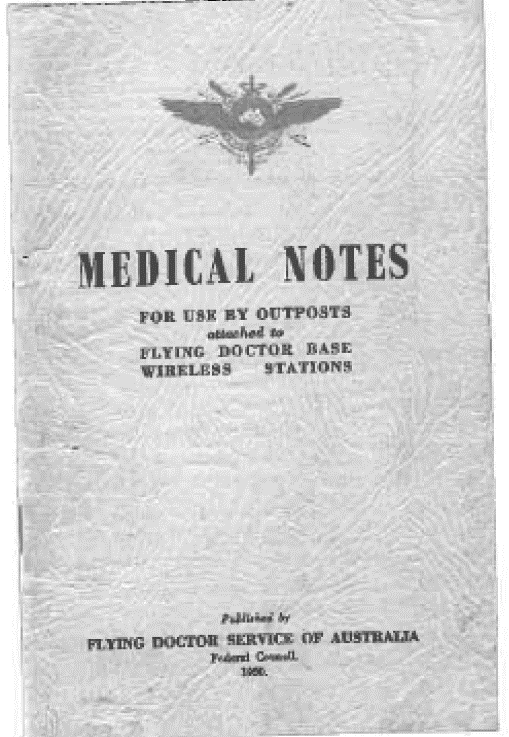 MEDICAL NOTES
FOR USE BY OUTPOSTS
attached to
FLYING DOCTOR BASE
WIRELESS STATIONS
Published by
FLYING DOCTOR SERVICE OF AUSTRALIA
Federal Council.